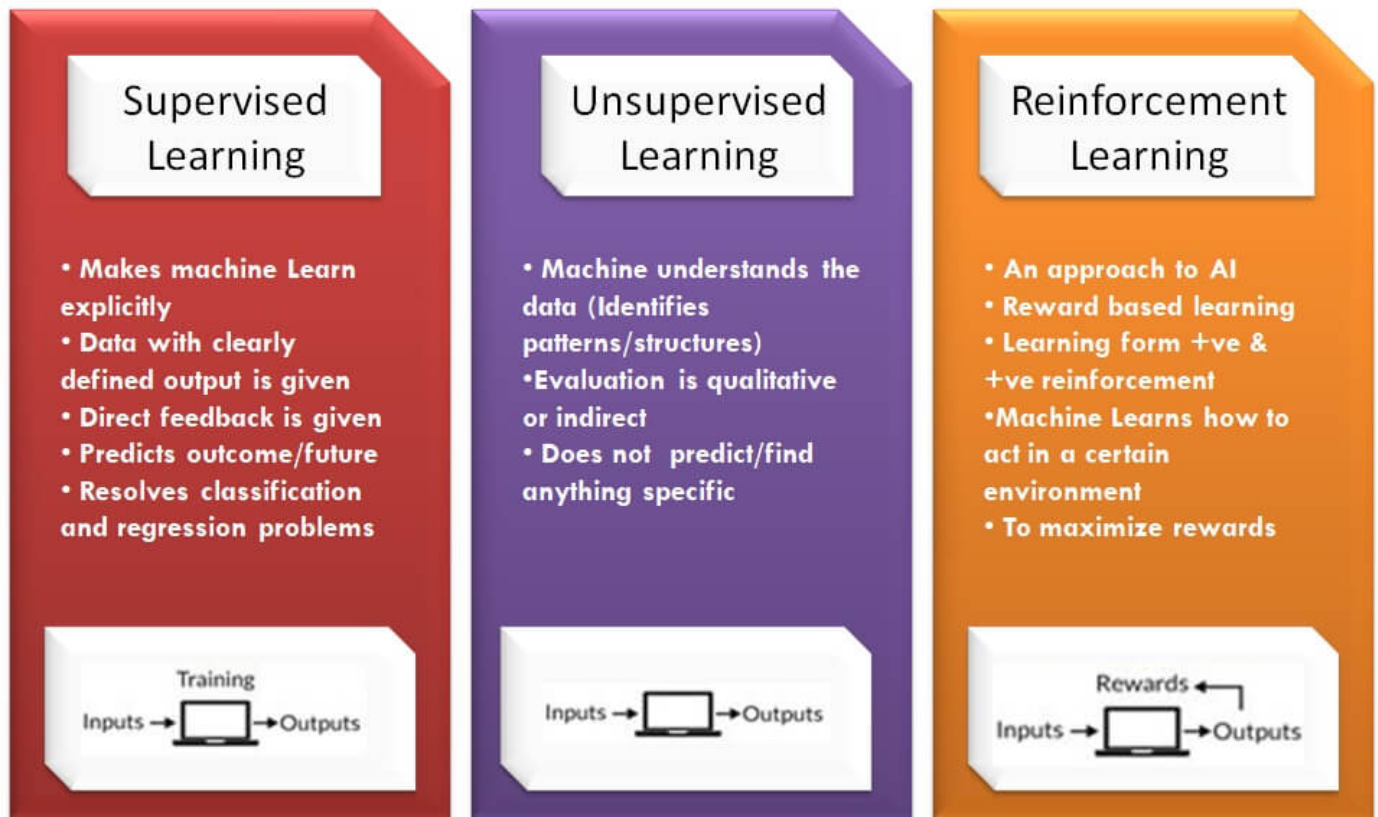 Supervised
Learning
• Makes machine Learn
explicitly
• Data with clearly
defined output is given
• Direct feedback is given
• Predicts outcome/future
• Resolves classification
and regression problems
Training
Inputs
Outputs
Unsupervised
Learning
• Machine understands the
data (Identifies
patterns/structures)
•Evaluation is qualitative
or indirect
• Does not predict/find
anything specific
Inputs
Outputs
Reinforcement
Learning
• An approach to AI
• Reward based learning
• Learning form +ve &
+ve reinforcement
•Machine Learns how to
act in a certain
environment
• To maximize rewards
Rewards
Inputs
Outputs